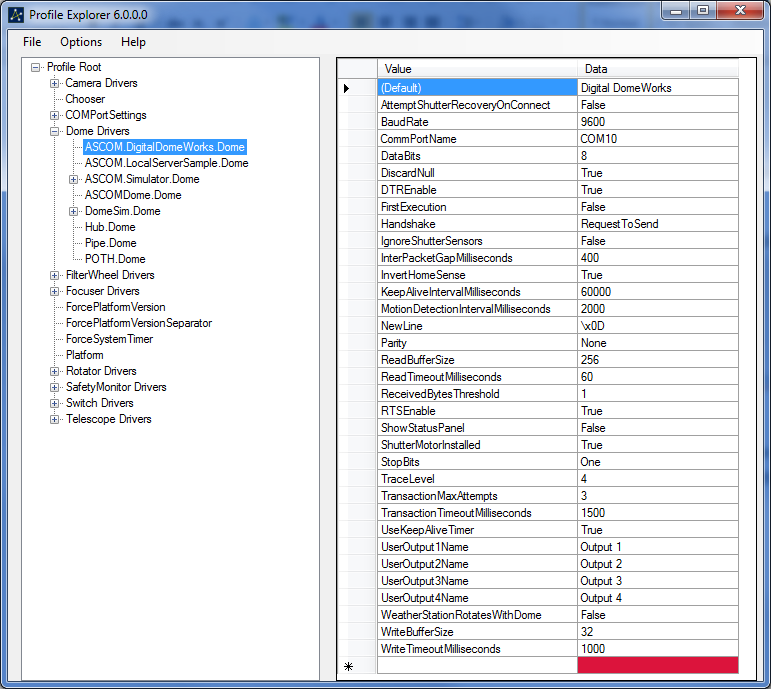 Profile Explorer 6.0.0.0
File Options Help
Profile Root
Camera Drivers
Chooser
COMPortSettings
Dome Drivers
ASCOM.DigitalDomeWorks.Dome
ASCOM.LocalServerSample.Dome
ASCOM.Simulator.Dome
ASCOMDome.Dome
DomeSim.Dome
Hub.Dome
Pipe.Dome
POTH.Dome
FilterWheel Drivers
Focuser Drivers
ForcePlatformVersion
ForcePlatformVersionSeparator
ForceSystemTimer
Platform
Rotator Drivers
SafetyMonitor Drivers
Switch Drivers
Telescope Drivers
Value Data
(Default) Digital DomeWorks
AttemptShutterRecoveryOnConnect False
BaudRate 9600
CommPortName COM10
DataBits 8
DiscardNull True
DTREnable True
FirstExecution False
Handshake RequestToSend
IgnoreShutterSensors False
InterPacketGapMilliseconds 400
InvertHomeSense True
KeepAliveIntervalMilliseconds 60000
MotionDetectionIntervalMilliseconds 2000
NewLine \x0D
Parity None
ReadBufferSize 256
ReadTimeoutMilliseconds 60
ReceivedBytesThreshold 1
RTSEnable True
ShowStatusPanel False
ShutterMotorInstalled True
StopBits One
TraceLevel 4
TransactionMaxAttempts 3
TransactionTimeoutMilliseconds 1500
UseKeepAliveTimer True
UserOutput1Name Output 1
UserOutput2Name Output 2
UserOutput3Name Output 3
UserOutput4Name Output 4
WeatherStationRotatesWithDome False
WriteBufferSize 32
WriteTimeoutMilliseconds 1000